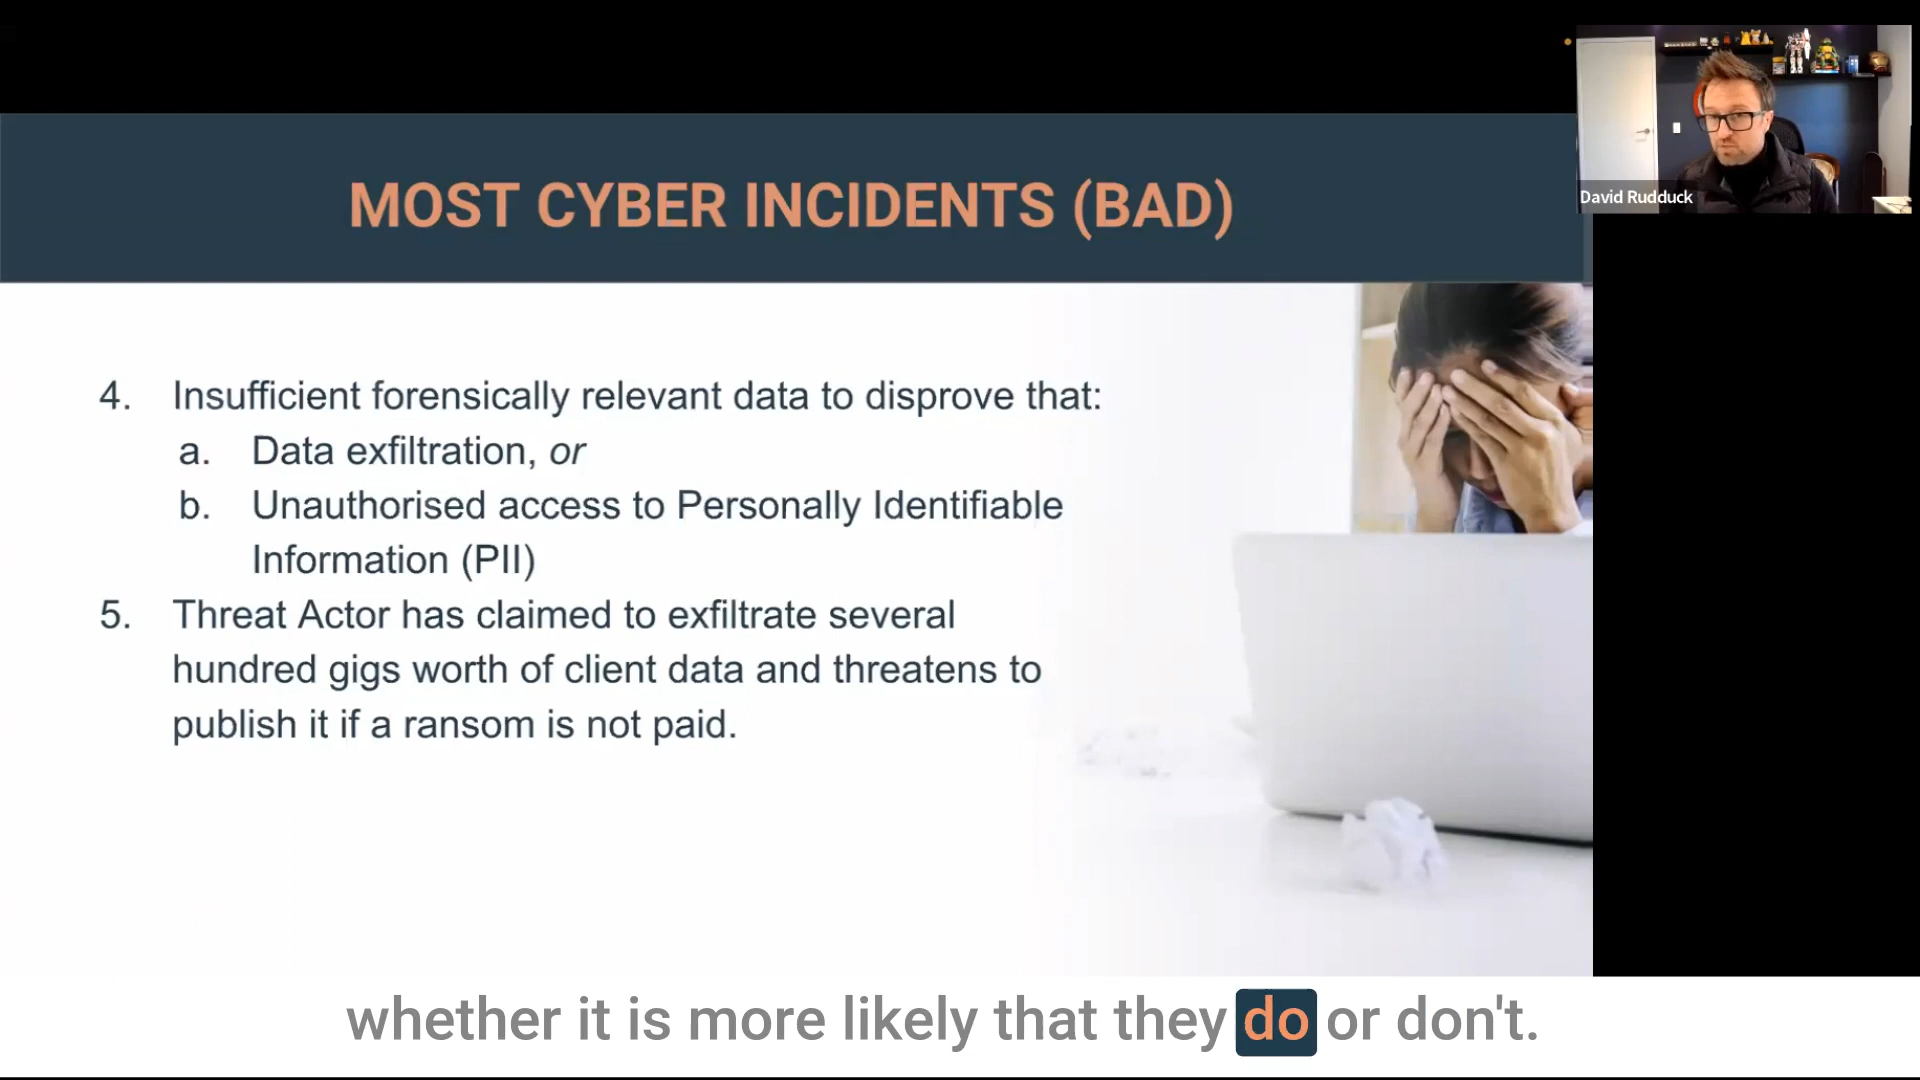 David Rudduck
MOST CYBER INCIDENTS (BAD)
4. Insufficient forensically relevant data to disprove that:
a. Data exfiltration, or
b. Unauthorised access to Personally Identifiable
Information (PII)
5. Threat Actor has claimed to exfiltrate several
hundred gigs worth of client data and threatens to
publish it if a ransom is not paid.
whether it is more likely that they do or don't.